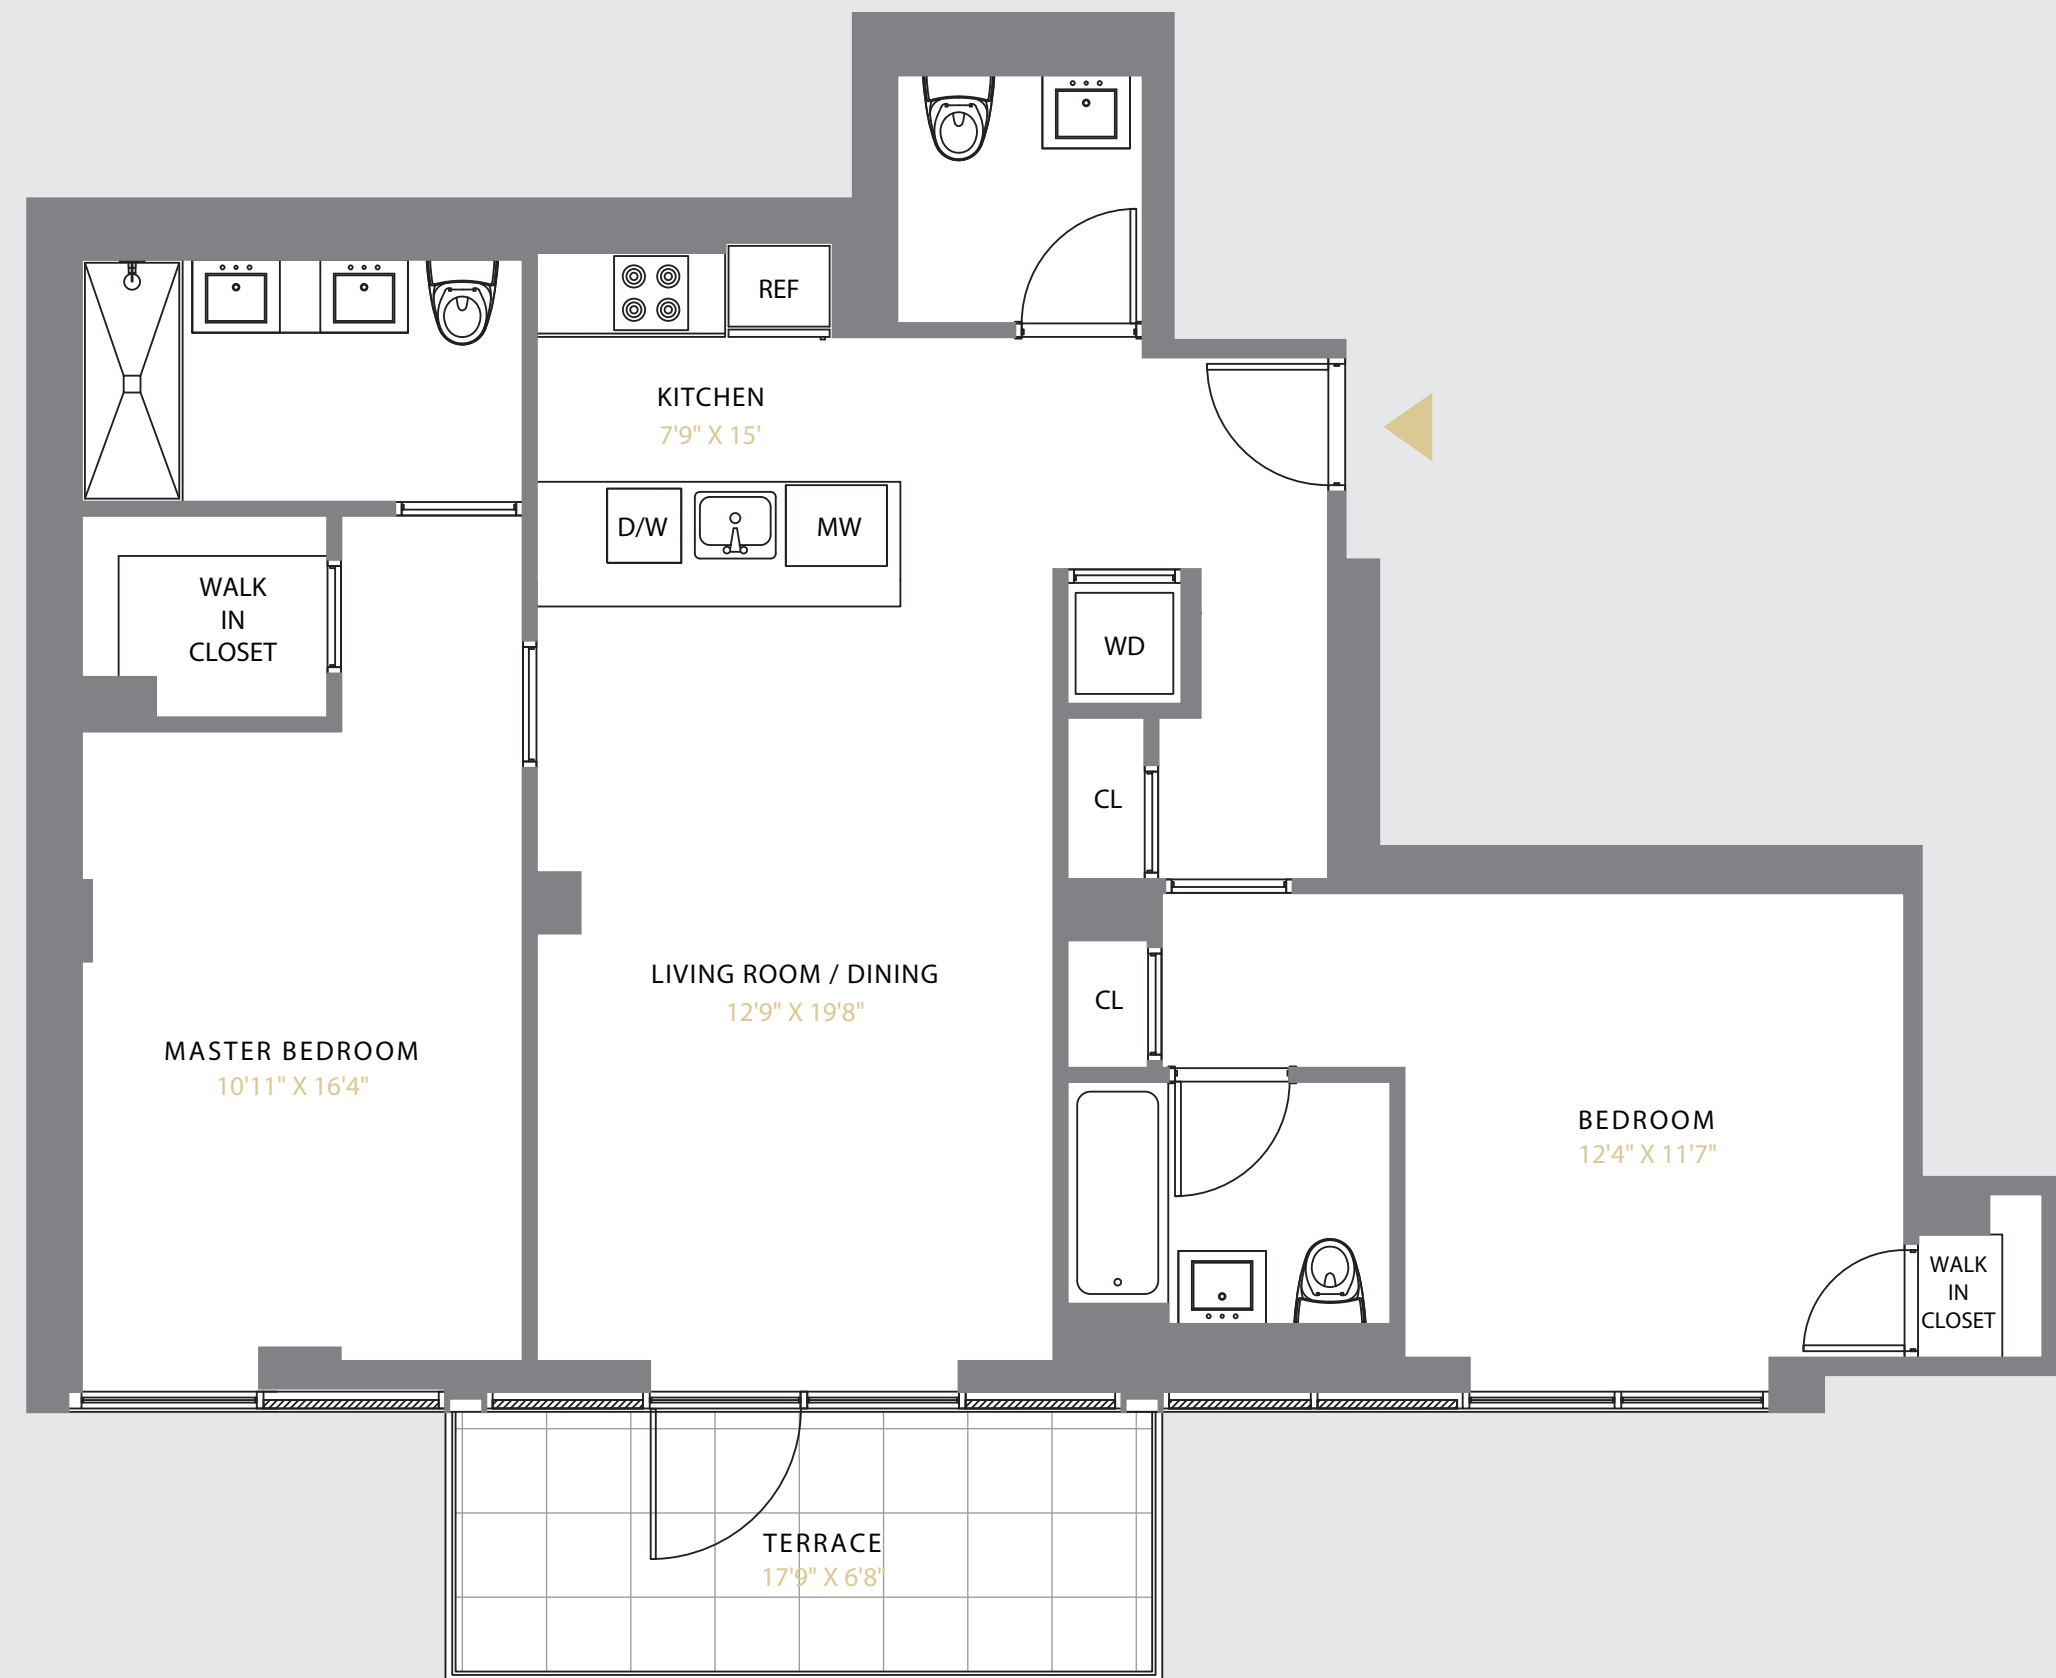 REF
KITCHEN
7'9" X 15'
D/W
MW
WALK
IN
CLOSET
WD
CL
LIVING ROOM / DINING
12'9" X 19'8"
CL
MASTER BEDROOM
10'11" X 16'4"
BEDROOM
12'4" X 11'7"
WALK
IN
CLOSET
TERRACE
17'9" X 6'8"